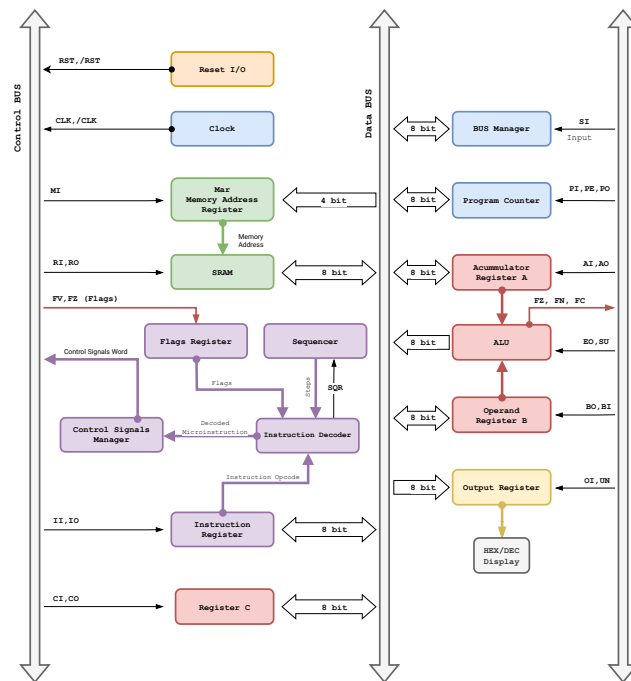 Control BUS
Data BUS
RST,/RST
Reset I/O
CLK,/CLK
Clock
8 bit
BUS Manager
SI
Input
MI
Mar
Memory Address
Register
4 bit
8 bit
Program Counter
PI,PE,PO
Memory
Address
RI,RO
SRAM
8 bit
8 bit
Acummulator
Register A
AI,AO
FV,FZ (Flags)
FZ, FN, FC
Flags Register
Sequencer
8 bit
ALU
EO,SU
Control Signals Word
Flags
Steps
SQR
Control Signals
Manager
Decoded
Microinstruction
Instruction Decoder
8 bit
Operand
Register B
BO,BI
Instruction Opcode
8 bit
Output Register
OI,UN
II,IO
Instruction
Register
8 bit
HEX/DEC
Display
CI,CO
Register C
8 bit